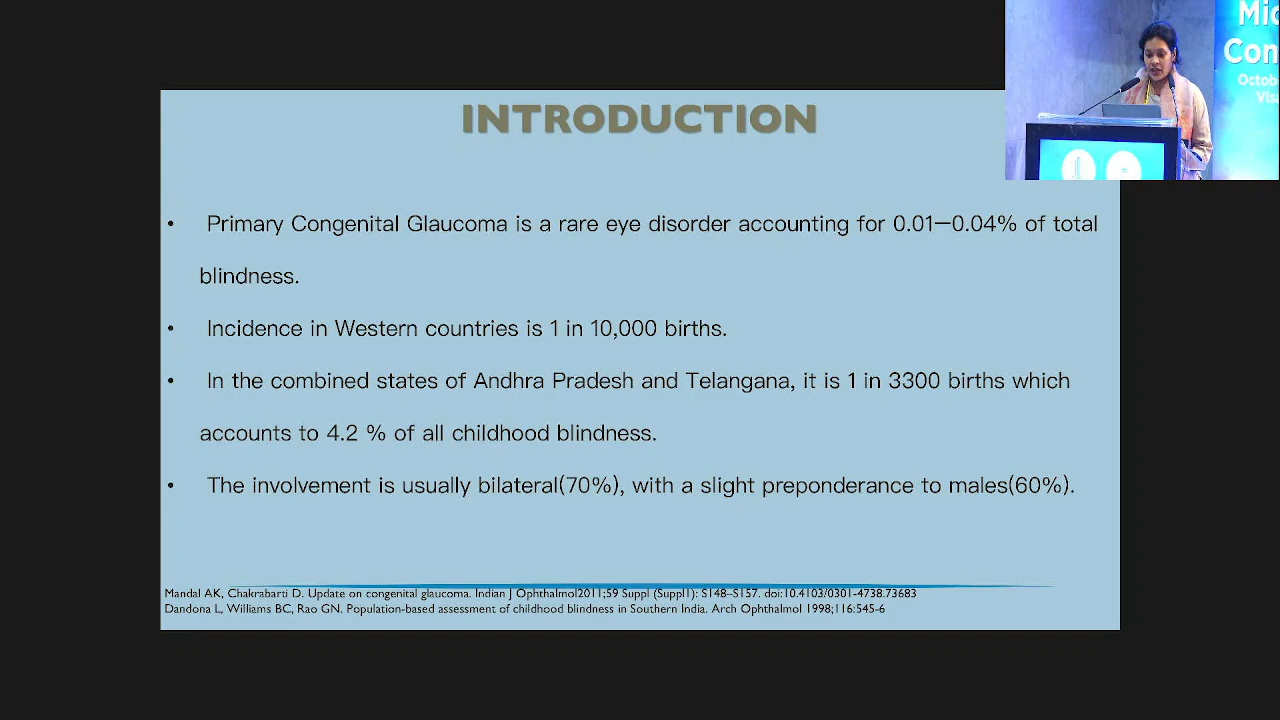 INTRODUCTION
• Primary Congenital Glaucoma is a rare eye disorder accounting for 0.01–0.04% of total
blindness.
• Incidence in Western countries is 1 in 10,000 births.
• In the combined states of Andhra Pradesh and Telangana, it is 1 in 3300 births which
accounts to 4.2 % of all childhood blindness.
• The involvement is usually bilateral(70%), with a slight preponderance to males(60%).
Mandal AK, Chakrabarti D. Update on congenital glaucoma. Indian J Ophthalmol2011;59 Suppl (Suppl1): S148–S157. doi:10.4103/0301-4738.73683
Dandona L, Williams BC, Rao GN. Population-based assessment of childhood blindness in Southern India. Arch Ophthalmol 1998;116:545-6
Mic
Con
Octob
Visa